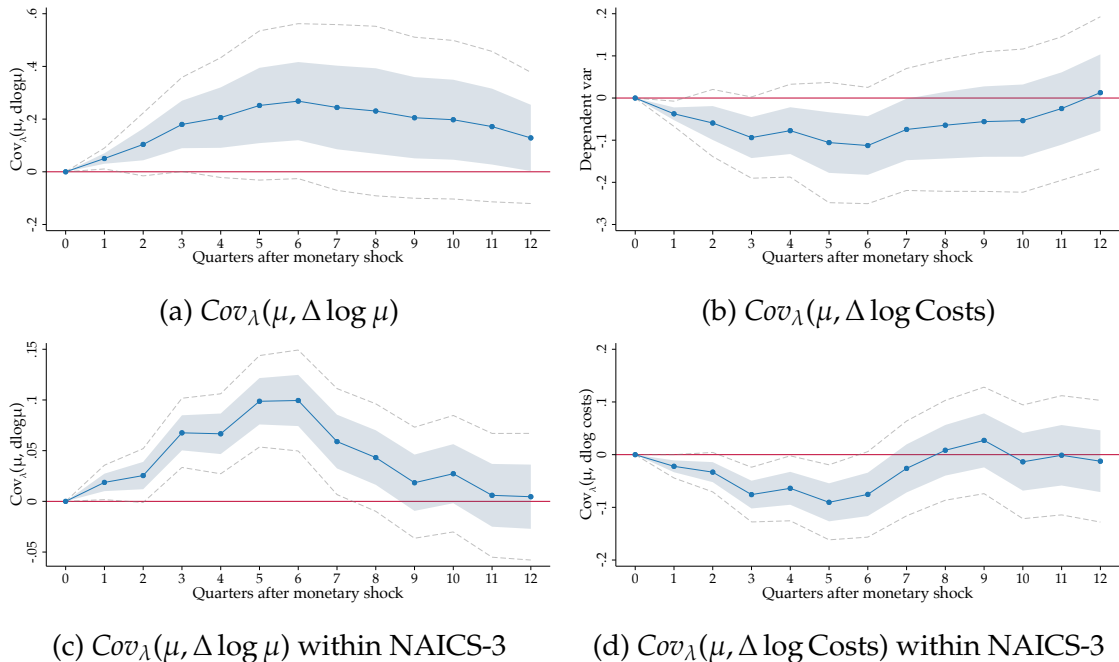 .6
.4
.2
0
-.2
Cov_λ(μ, dlogμ)
0 1 2 3 4 5 6 7 8 9 10 11 12
Quarters after monetary shock
(a) Cov_λ(μ, Δ log μ)
.2
.1
0
-.1
-.2
-.3
Dependent var
0 1 2 3 4 5 6 7 8 9 10 11 12
Quarters after monetary shock
(b) Cov_λ(μ, Δ log Costs)
.15
.1
.05
0
-.05
Cov_λ(μ, dlogμ)
0 1 2 3 4 5 6 7 8 9 10 11 12
Quarters after monetary shock
(c) Cov_λ(μ, Δ log μ) within NAICS-3
.2
.1
0
-.1
-.2
Cov_λ(μ, dlog costs)
0 1 2 3 4 5 6 7 8 9 10 11 12
Quarters after monetary shock
(d) Cov_λ(μ, Δ log Costs) within NAICS-3